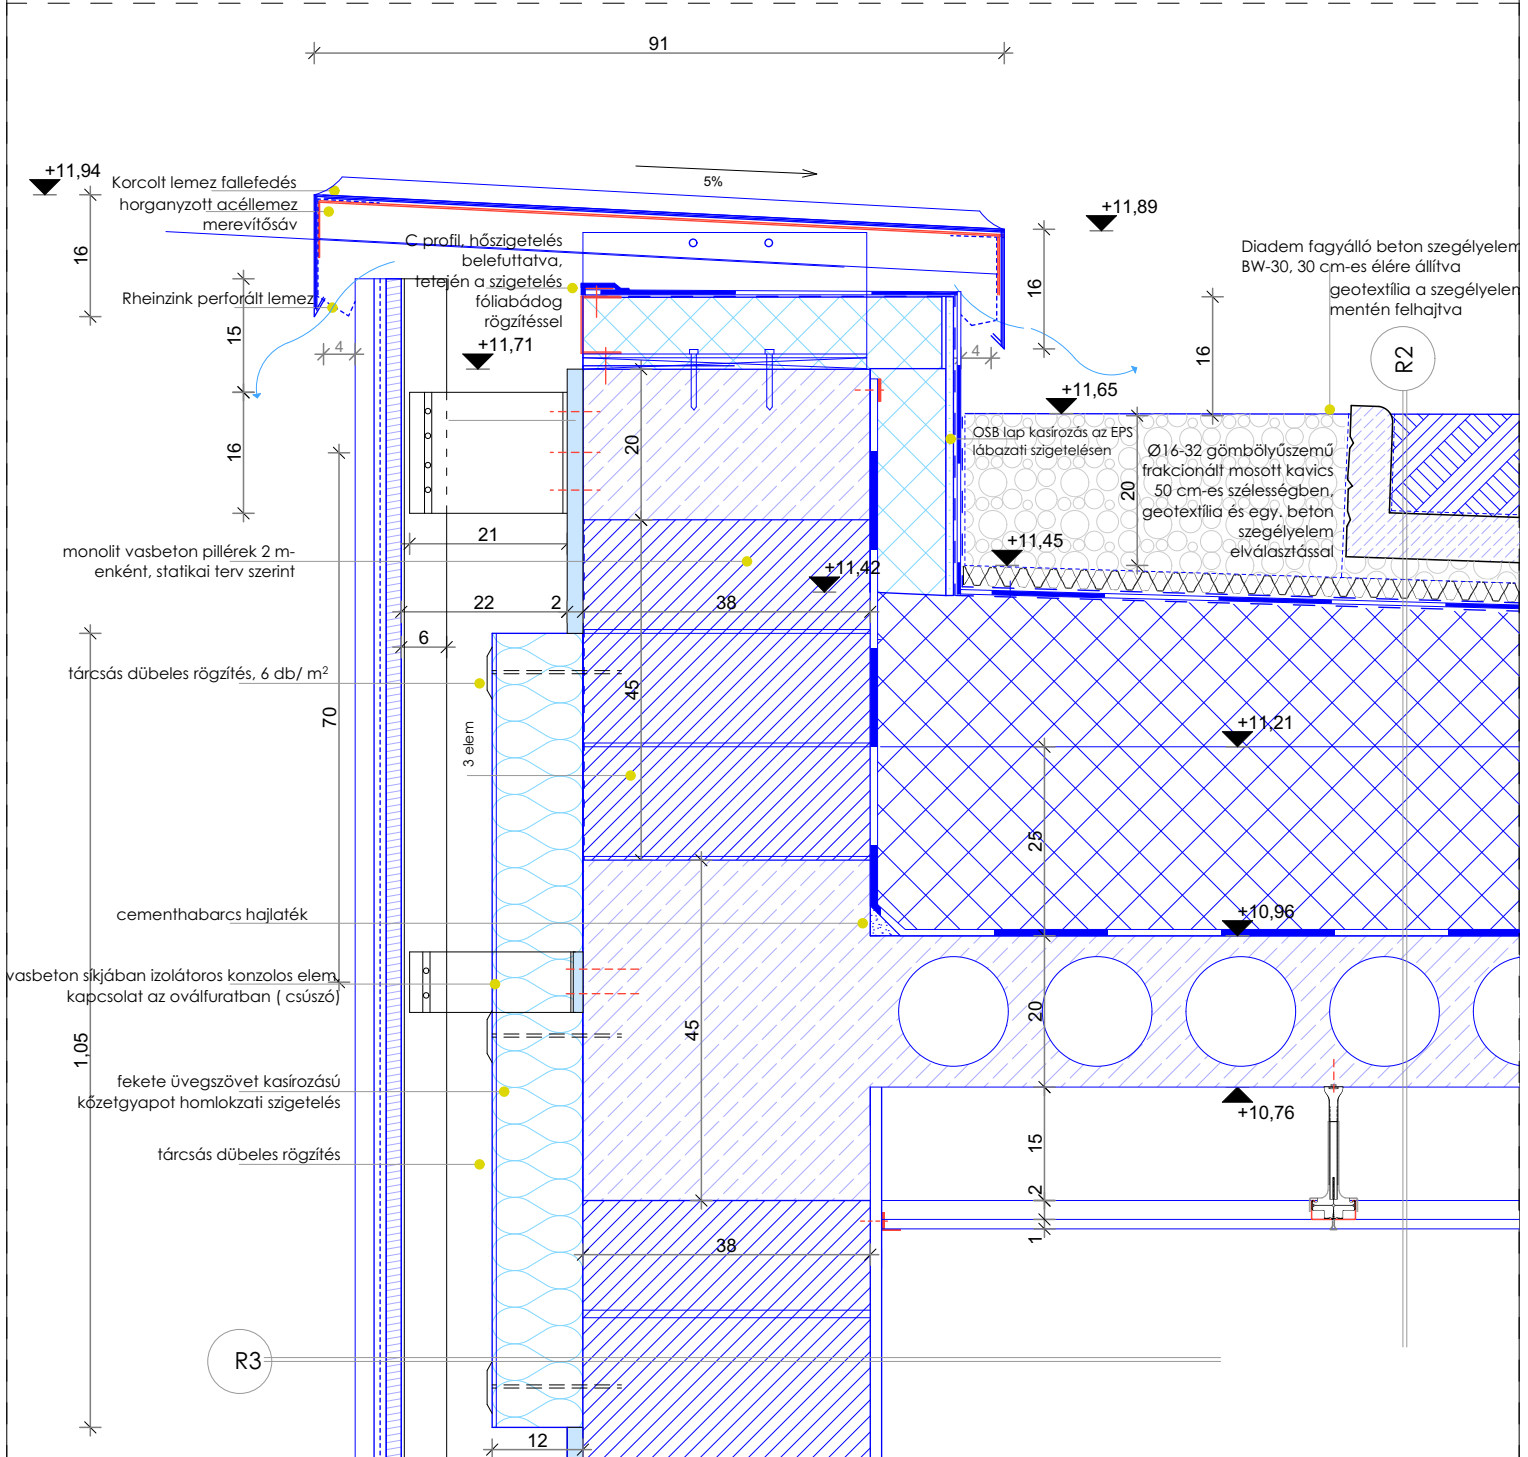 91
+11,94
Korcolt lemez fallefedés
horganyzott acéllemez
merevítősáv
5%
+11,89
C profil, hőszigetelés
belefuttatva,
tetején a szigetelés
fóliabádog
rögzítéssel
Diadem fagyálló beton szegélyelem
BW-30, 30 cm-es élére állítva
geotextília a szegélyelem
mentén felhajtva
16
16
Rheinzink perforált lemez
15
4
+11,71
4
16
R2
+11,65
OSB lap kasírozás az EPS
lábazati szigetelésen
Ø16-32 gömbölyűszemű
frakcionált mosott kavics
50 cm-es szélességben,
geotextília és egy. beton
szegélyelem
elválasztással
16
20
20
21
+11,45
monolit vasbeton pillérek 2 m-
enként, statikai terv szerint
+11,42
22
2
38
6
tárcsás dübeles rögzítés, 6 db/ m²
70
45
3 elem
+11,21
25
cementhabarcs hajlaték
+10,96
vasbeton síkjában izolátoros konzolos elem,
kapcsolat az oválfuratban ( csúszó)
1,05
45
20
fekete üvegszövet kasírozású
kőzetgyapot homlokzati szigetelés
+10,76
tárcsás dübeles rögzítés
15
2
1
38
R3
12